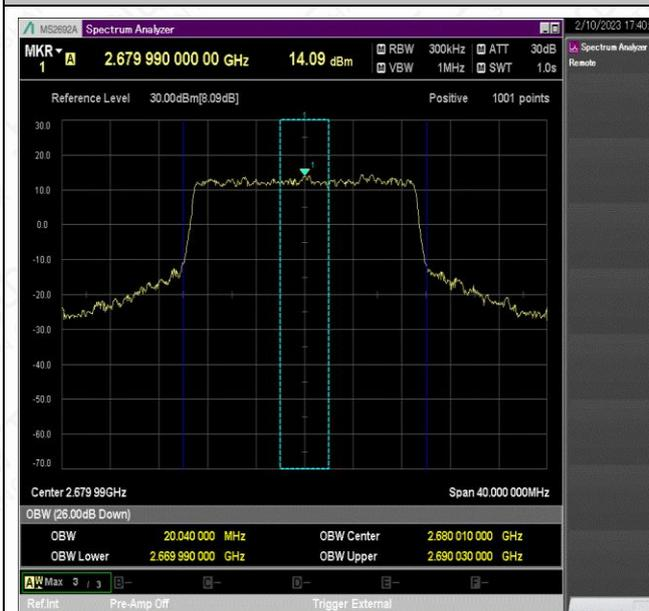 MS2692A Spectrum Analyzer
2/10/2023 17:40
MKR 1 A 2.679 990 000 00 GHz 14.09 dBm M RBW 300kHz M ATT 30dB
M VBW 1MHz M SWT 1.0s
Spectrum Analyzer
Remote
Reference Level 30.00dBm[8.09dB] Positive 1001 points
1
30.0
20.0
1
10.0
0.0
-10.0
-20.0
-30.0
-40.0
-50.0
-60.0
-70.0
Center 2.679 99GHz Span 40.000 000MHz
OBW (26.00dB Down)
OBW 20.040 000 MHz OBW Center 2.680 010 000 GHz
OBW Lower 2.669 990 000 GHz OBW Upper 2.690 030 000 GHz
A W Max 3 / 3 B- C- D- E- F-
Ref.Int Pre-Amp Off Trigger External